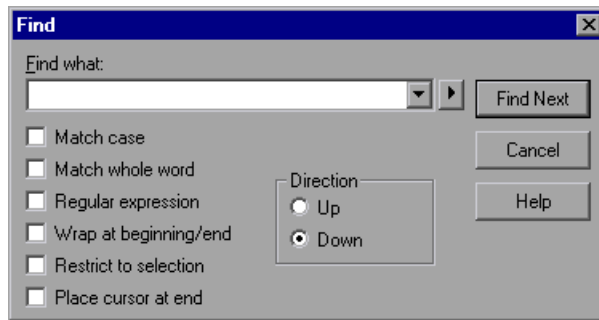 Find
Find what:
Find Next
Match case
Cancel
Match whole word
Direction
Regular expression
Up
Help
Wrap at beginning/end
Down
Restrict to selection
Place cursor at end